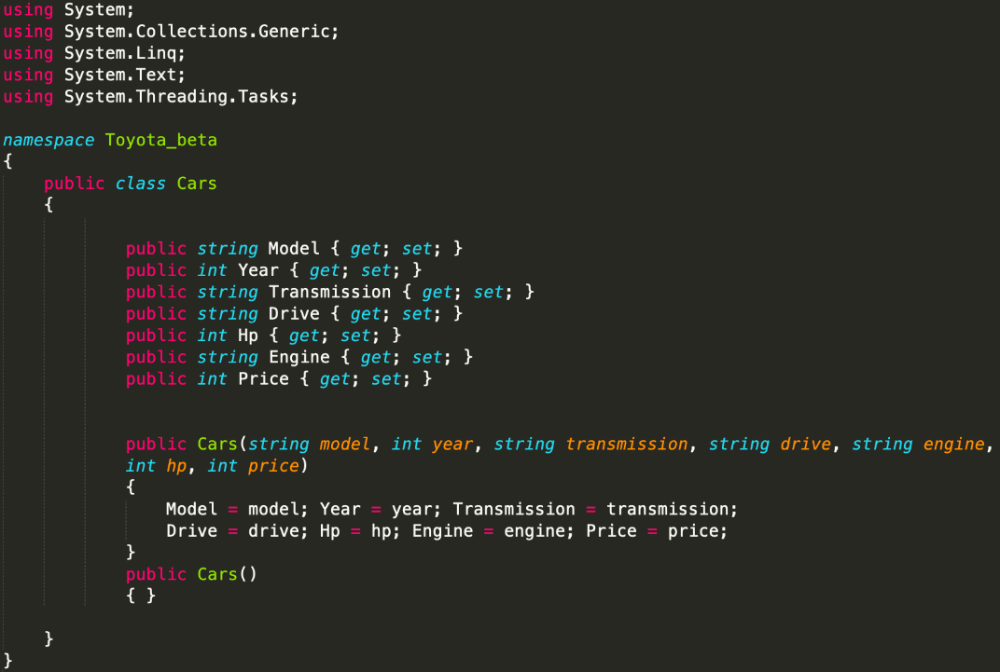 using System;
using System.Collections.Generic;
using System.Linq;
using System.Text;
using System.Threading.Tasks;
namespace Toyota_beta
{
public class Cars
{
public string Model { get; set; }
public int Year { get; set; }
public string Transmission { get; set; }
public string Drive { get; set; }
public int Hp { get; set; }
public string Engine { get; set; }
public int Price { get; set; }
public Cars(string model, int year, string transmission, string drive, string engine,
int hp, int price)
{
Model = model; Year = year; Transmission = transmission;
Drive = drive; Hp = hp; Engine = engine; Price = price;
}
public Cars()
{ }
}
}